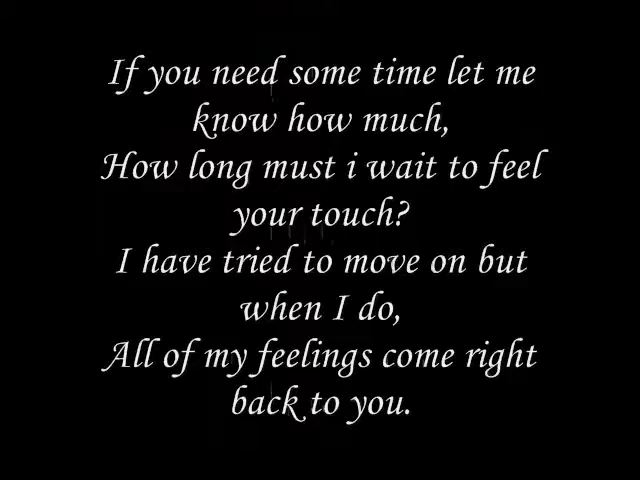 If you need some time let me
know how much,
How long must i wait to feel
your touch?
I have tried to move on but
when I do,
All of my feelings come right
back to you.